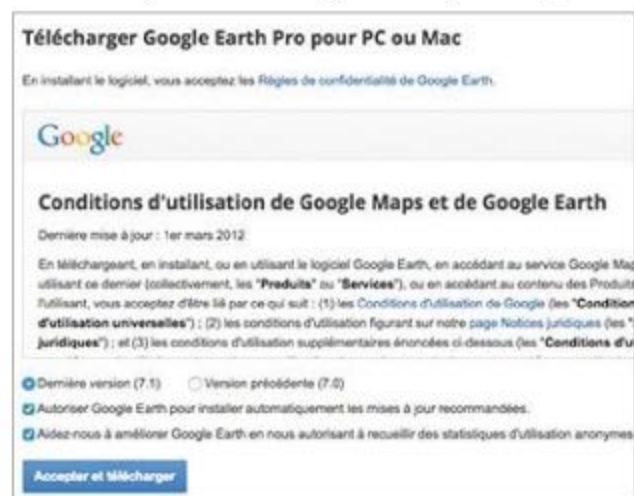 Télécharger Google Earth Pro pour PC ou Mac
En installant le logiciel, vous acceptez les Règles de confidentialité de Google Earth.
Google
Conditions d'utilisation de Google Maps et de Google Earth
Dernière mise à jour : 1er mars 2012
En téléchargeant, en installant, ou en utilisant le logiciel Google Earth, en accédant au service Google Map
utilisant ce dernier (collectivement, les "Produits" ou "Services"), ou en accédant au contenu des Produits
l'utilisant, vous acceptez d'être lié par ce qui suit : (1) les Conditions d'utilisation de Google (les "Condition
d'utilisation universelles") ; (2) les conditions d'utilisation figurant sur notre page Notices juridiques (les "
juridiques") ; et (3) les conditions d'utilisation supplémentaires énoncées ci-dessous (les "Conditions d'u
Dernière version (7.1) Version précédente (7.0)
Autoriser Google Earth pour installer automatiquement les mises à jour recommandées.
Aidez-nous à améliorer Google Earth en nous autorisant à recueillir des statistiques d'utilisation anonymes
Accepter et télécharger